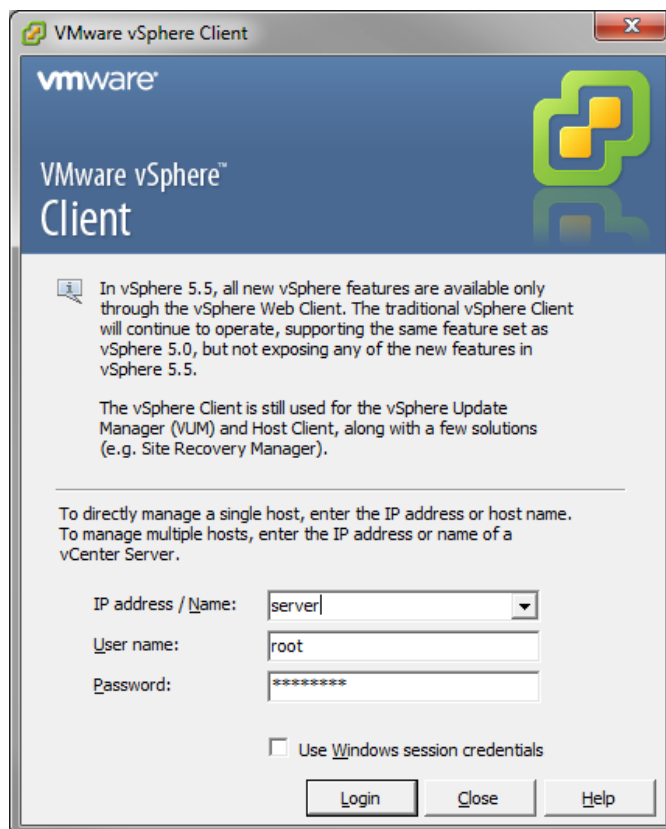 VMware vSphere Client
vmware
VMware vSphere™
Client
In vSphere 5.5, all new vSphere features are available only
through the vSphere Web Client. The traditional vSphere Client
will continue to operate, supporting the same feature set as
vSphere 5.0, but not exposing any of the new features in
vSphere 5.5.
The vSphere Client is still used for the vSphere Update
Manager (VUM) and Host Client, along with a few solutions
(e.g. Site Recovery Manager).
To directly manage a single host, enter the IP address or host name.
To manage multiple hosts, enter the IP address or name of a
vCenter Server.
IP address / Name: server
User name: root
Password: ********
Use Windows session credentials
Login Close Help